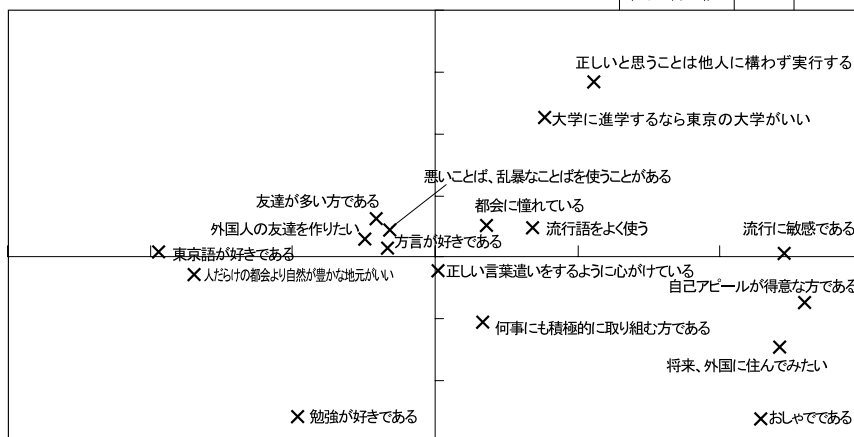 正しいと思うことは他人に構わず実行する
大学に進学するなら東京の大学がいい
悪いことば、乱暴なことばを使うことがある
友達が多い方である
都会に憧れている
外国人の友達を作りたい
方言が好きである
流行語をよく使う
流行に敏感である
東京語が好きである
人だらけの都会より自然が豊かな地元がいい
正しい言葉遣いをするように心がけている
自己アピールが得意な方である
何事にも積極的に取り組む方である
将来、外国に住んでみたい
勉強が好きである
おしゃでである